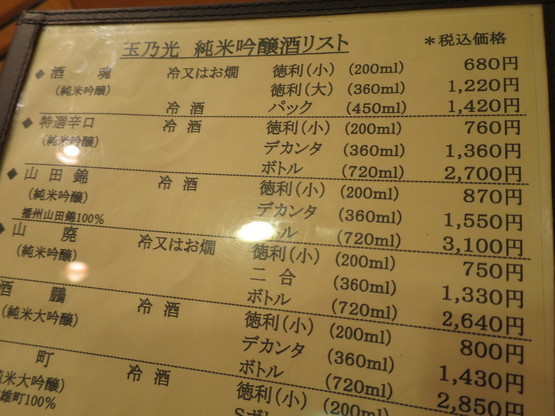 玉乃光 純米吟醸酒リスト *税込価格
◆酒魂 冷又はお燗 徳利(小) (200ml) 680円
(純米吟醸) 徳利(大) (360ml) 1,220円
冷酒 パック (450ml) 1,420円
◆特選辛口 冷酒 徳利(小) (200ml) 760円
(純米吟醸) デカンタ (360ml) 1,360円
ボトル (720ml) 2,700円
◆山田錦 冷酒 徳利(小) (200ml) 870円
(純米吟醸) デカンタ (360ml) 1,550円
播州山田錦100% ル (720ml) 3,100円
◆山廃 冷又はお燗 徳利(小) (200ml) 750円
(純米吟醸) 二合 (360ml) 1,330円
ボトル (720ml) 2,640円
酒鵬 冷酒 徳利(小) (200ml) 800円
(純米大吟醸) デカンタ (360ml) 1,430円
ボトル (720ml) 2,850円
町 冷酒 徳利(小) (200ml)
純米大吟醸)
雄町100%